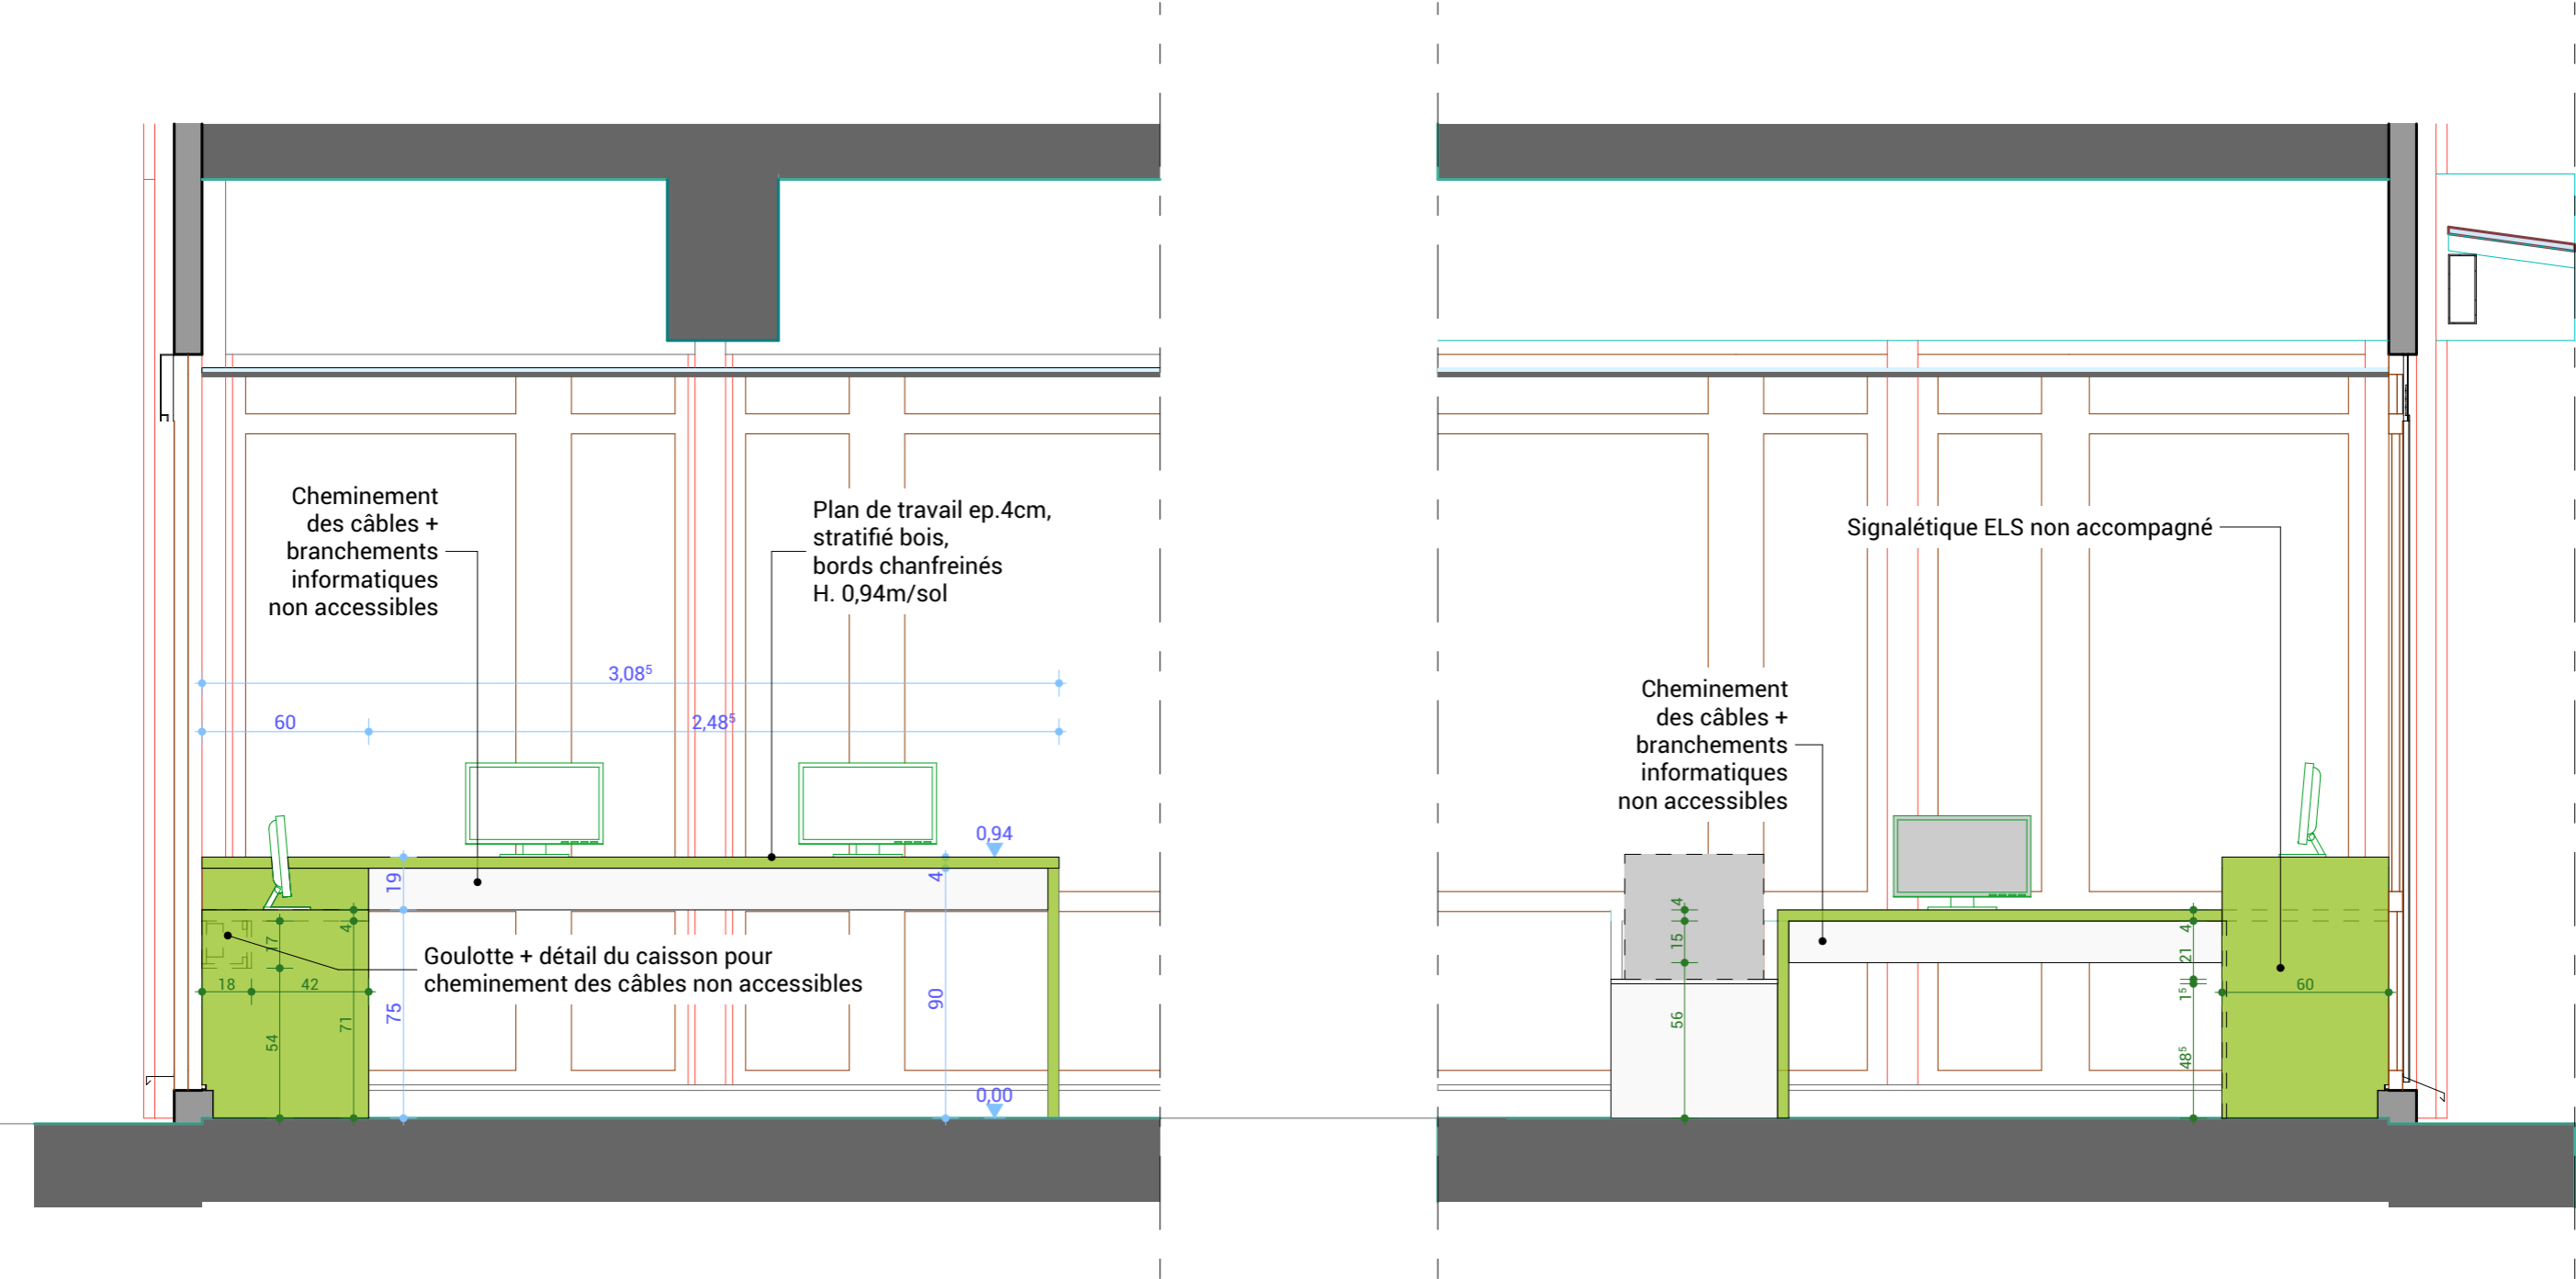 Cheminement
des câbles +
branchements
informatiques
non accessibles
Plan de travail ep.4cm,
stratifié bois,
bords chanfreinés
H. 0,94m/sol
Signalétique ELS non accompagné
3,08⁵
60
2,48⁵
Cheminement
des câbles +
branchements
informatiques
non accessibles
0,94
19
4
4
17
Goulotte + détail du caisson pour
cheminement des câbles non accessibles
18
42
75
90
71
54
0,00
4
15
56
4
21
1⁵
48⁵
60